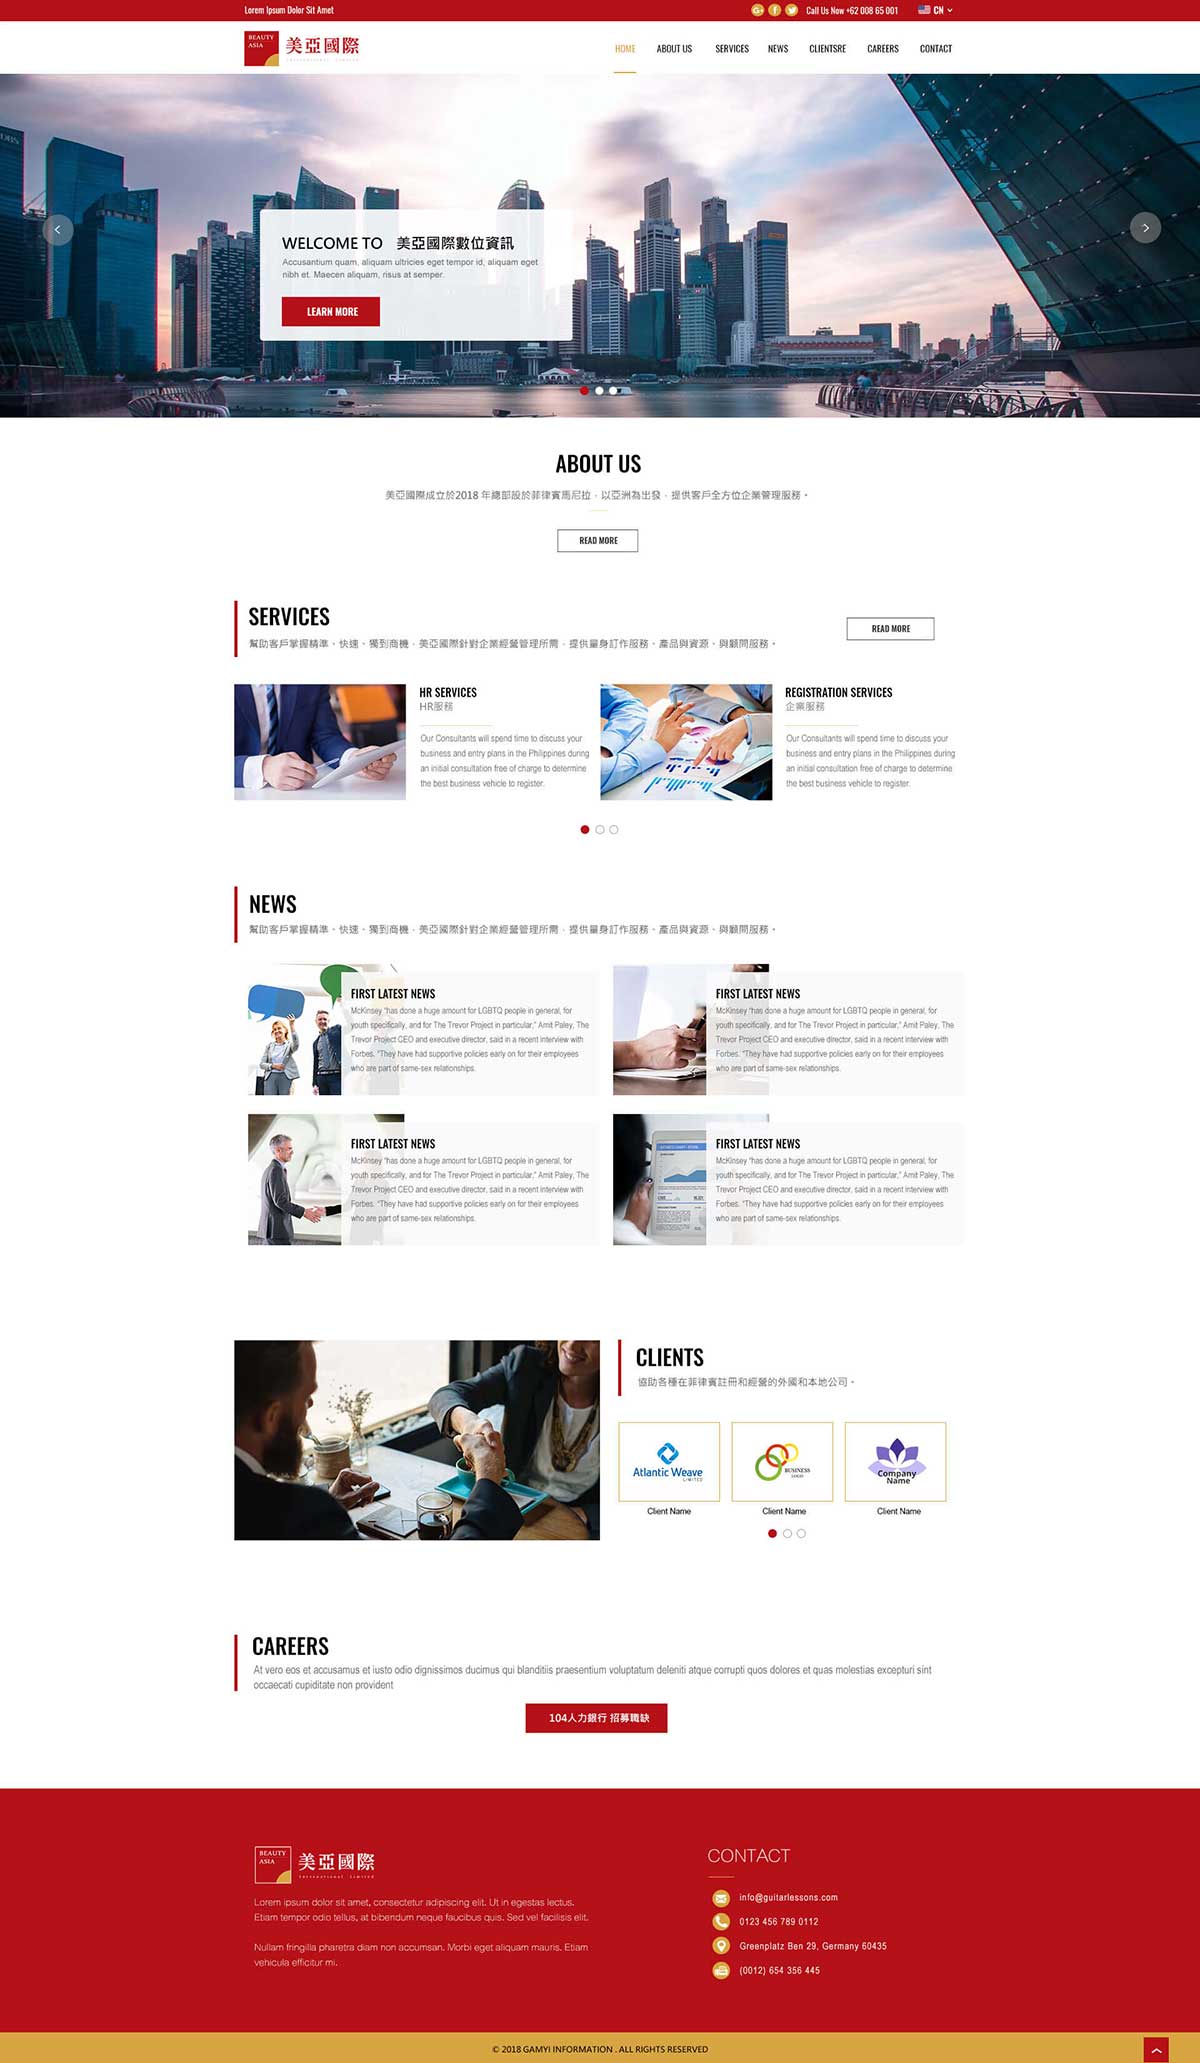 Lorem Ipsum Dolor Sit Amet
Call Us Now +62 008 65 001
CN
BEAUTY
ASIA
美亞國際
International Limited
HOME
ABOUT US
SERVICES
NEWS
CLIENTSRE
CAREERS
CONTACT
WELCOME TO 美亞國際數位資訊
Accusantium quam, aliquam ultricies eget tempor id, aliquam eget
nibh et. Maecen aliquam, risus at semper.
LEARN MORE
ABOUT US
美亞國際成立於2018 年總部設於菲律賓馬尼拉，以亞洲為出發，提供客戶全方位企業管理服務。
READ MORE
SERVICES
幫助客戶掌握精準、快速、獨到商機，美亞國際針對企業經營管理所需，提供量身訂作服務、產品與資源、與顧問服務。
READ MORE
HR SERVICES
HR服務
Our Consultants will spend time to discuss your
business and entry plans in the Philippines during
an initial consultation free of charge to determine
the best business vehicle to register.
REGISTRATION SERVICES
企業服務
Our Consultants will spend time to discuss your
business and entry plans in the Philippines during
an initial consultation free of charge to determine
the best business vehicle to register.
NEWS
幫助客戶掌握精準、快速、獨到商機，美亞國際針對企業經營管理所需，提供量身訂作服務、產品與資源、與顧問服務。
FIRST LATEST NEWS
McKinsey “has done a huge amount for LGBTQ people in general, for
youth specifically, and for The Trevor Project in particular,” Amit Paley, The
Trevor Project CEO and executive director, said in a recent interview with
Forbes. “They have had supportive policies early on for their employees
who are part of same-sex relationships.
FIRST LATEST NEWS
McKinsey “has done a huge amount for LGBTQ people in general, for
youth specifically, and for The Trevor Project in particular,” Amit Paley, The
Trevor Project CEO and executive director, said in a recent interview with
Forbes. “They have had supportive policies early on for their employees
who are part of same-sex relationships.
FIRST LATEST NEWS
McKinsey “has done a huge amount for LGBTQ people in general, for
youth specifically, and for The Trevor Project in particular,” Amit Paley, The
Trevor Project CEO and executive director, said in a recent interview with
Forbes. “They have had supportive policies early on for their employees
who are part of same-sex relationships.
FIRST LATEST NEWS
McKinsey “has done a huge amount for LGBTQ people in general, for
youth specifically, and for The Trevor Project in particular,” Amit Paley, The
Trevor Project CEO and executive director, said in a recent interview with
Forbes. “They have had supportive policies early on for their employees
who are part of same-sex relationships.
CLIENTS
協助各種在菲律賓註冊和經營的外國和本地公司。
Atlantic Weave
LIMITED
BUSINESS
LOGO
Company
Name
Client Name
Client Name
Client Name
CAREERS
At vero eos et accusamus et iusto odio dignissimos ducimus qui blanditiis praesentium voluptatum deleniti atque corrupti quos dolores et quas molestias excepturi sint
occaecati cupiditate non provident
104人力銀行 招募職缺
BEAUTY
ASIA
美亞國際
International Limited
Lorem ipsum dolor sit amet, consectetur adipiscing elit. Ut in egestas lectus.
Etiam tempor odio tellus, at bibendum neque faucibus quis. Sed vel facilisis elit.
Nullam fringilla pharetra diam non accumsan. Morbi eget aliquam mauris. Etiam
vehicula efficitur mi.
CONTACT
info@guitarlessons.com
0123 456 789 0112
Greenplatz Ben 29, Germany 60435
(0012) 654 356 445
© 2018 GAMYI INFORMATION . ALL RIGHTS RESERVED